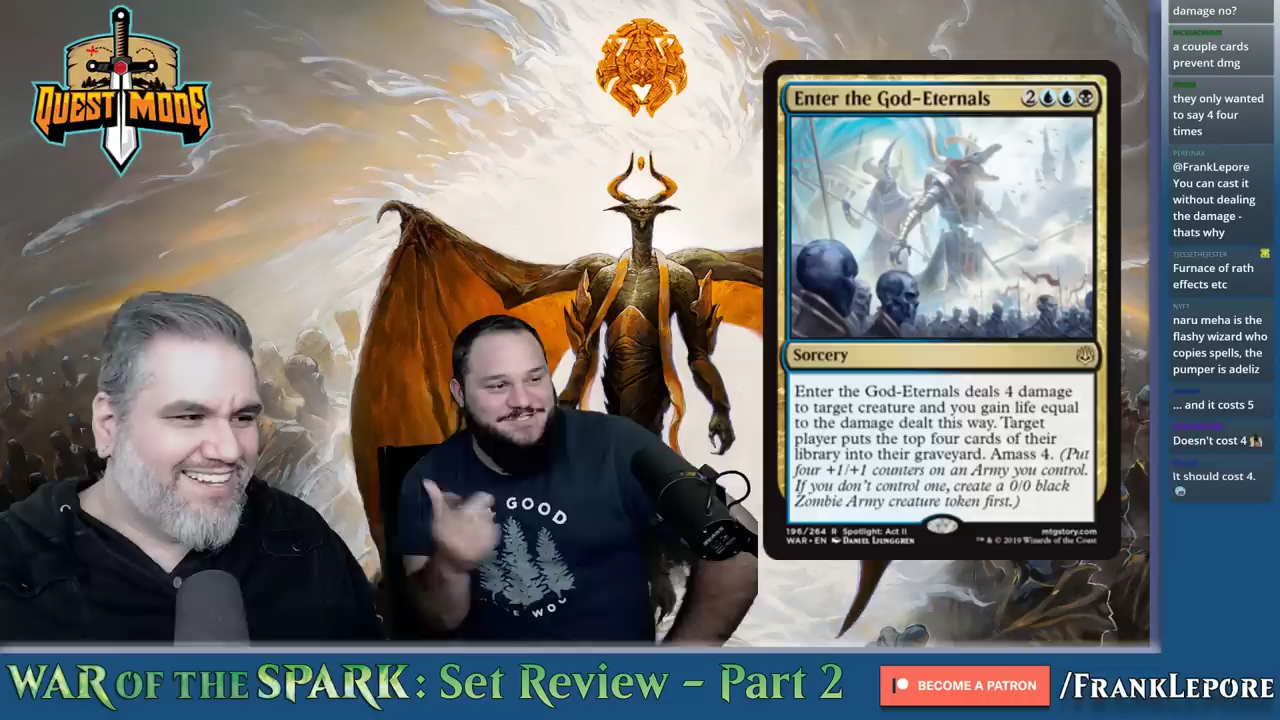 QUEST MODE
Enter the God-Eternals 2
Sorcery
Enter the God-Eternals deals 4 damage
to target creature and you gain life equal
to the damage dealt this way. Target
player puts the top four cards of their
library into their graveyard. Amass 4. (Put
four +1/+1 counters on an Army you control.
If you don't control one, create a 0/0 black
Zombie Army creature token first.)
196/264 R Spotlight: Act II
mtgstory.com
WAR • EN Daniel Ljunggren
™ & © 2019 Wizards of the Coast
GOOD
damage no?
a couple cards
prevent dmg
they only wanted
to say 4 four
times
PERFINAX
@FrankLepore
You can cast it
without dealing
the damage -
thats why
TJESSETHEJESTER
Furnace of rath
effects etc
NYFT
naru meha is the
flashy wizard who
copies spells, the
pumper is adeliz
... and it costs 5
Doesn't cost 4
It should cost 4.
WAR OF THE SPARK: Set Review - Part 2
BECOME A PATRON
/FRANKLEPORE